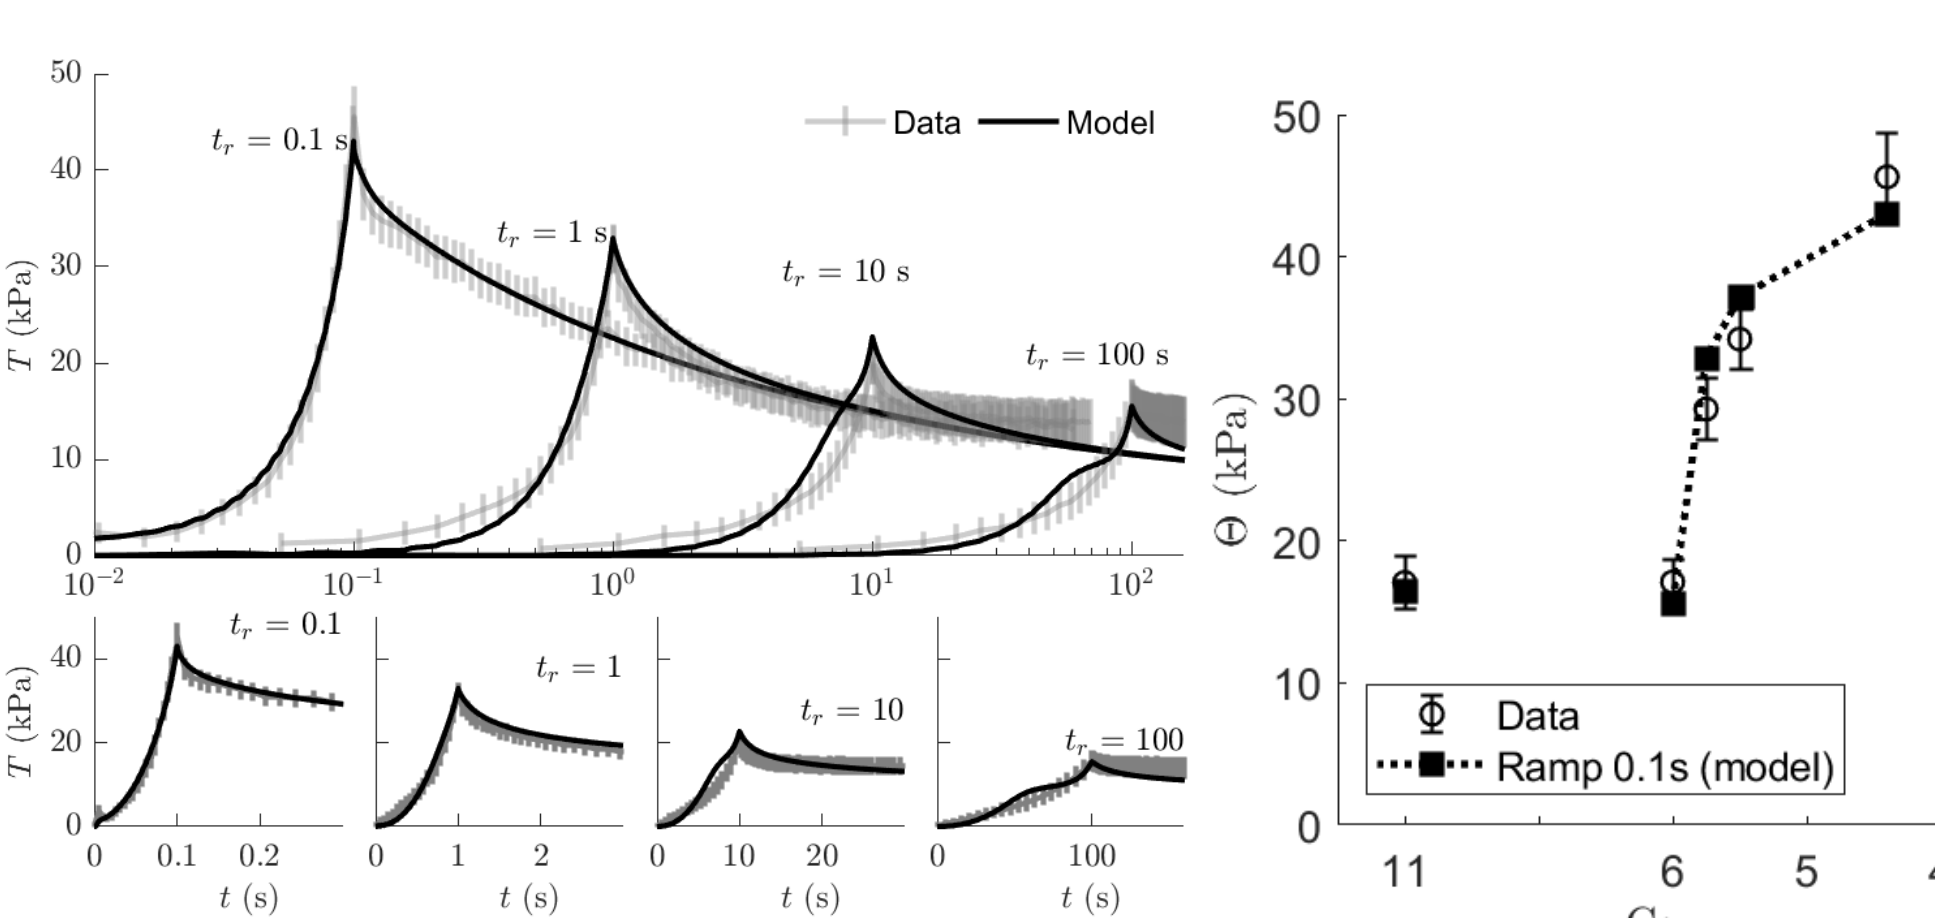 50
40
30
20
10
0
T (kPa)
t_r = 0.1 s
t_r = 1 s
t_r = 10 s
t_r = 100 s
Data
Model
10^{-2}
10^{-1}
10^0
10^1
10^2
40
20
0
T (kPa)
t_r = 0.1
0 0.1 0.2
t (s)
t_r = 1
0 1 2
t (s)
t_r = 10
0 10 20
t (s)
t_r = 100
0 100
t (s)
50
40
30
20
10
0
Θ (kPa)
Data
Ramp 0.1s (model)
11 6 5